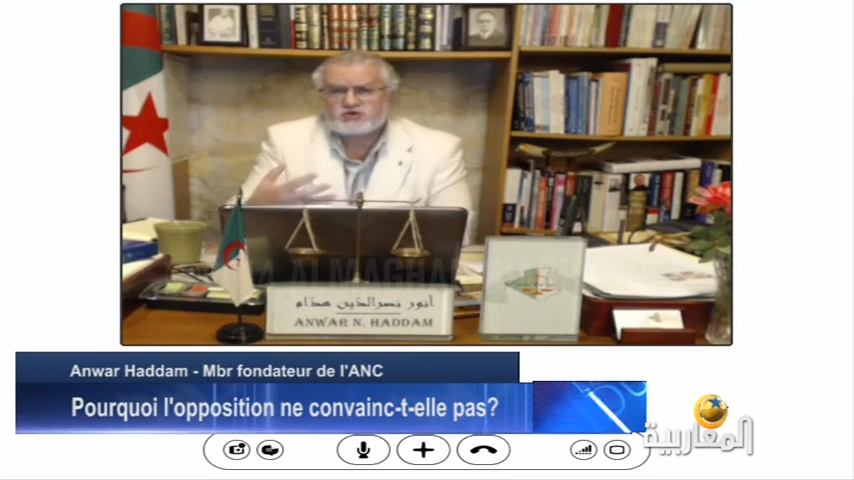 أنور نصرالدين هدام
ANWAR N. HADDAM
Anwar Haddam - Mbr fondateur de l'ANC
Pourquoi l'opposition ne convainc-t-elle pas?
المغاربية